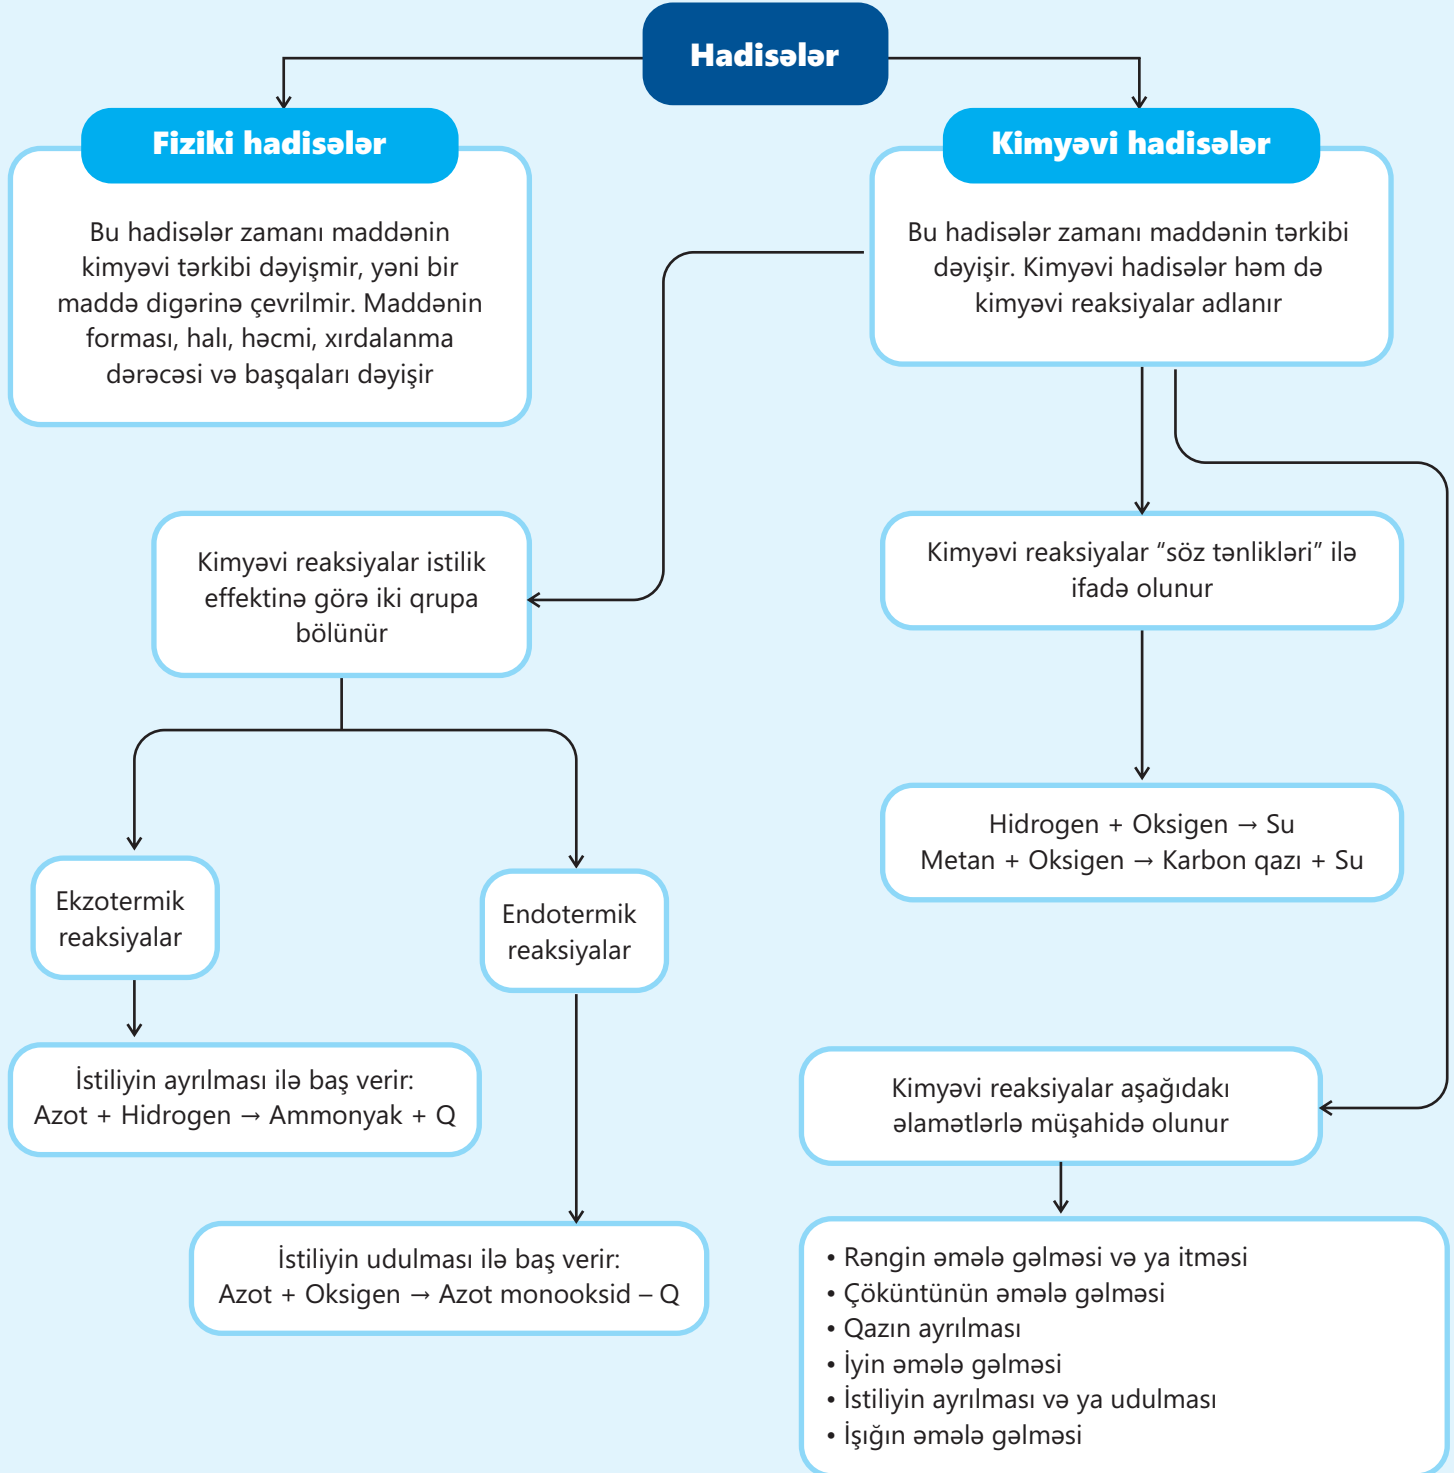 Hadisələr
Fiziki hadisələr
Bu hadisələr zamanı maddənin
kimyəvi tərkibi dəyişmir, yəni bir
maddə digərinə çevrilmir. Maddənin
forması, halı, həcmi, xırdalanma
dərəcəsi və başqaları dəyişir
Kimyəvi hadisələr
Bu hadisələr zamanı maddənin tərkibi
dəyişir. Kimyəvi hadisələr həm də
kimyəvi reaksiyalar adlanır
Kimyəvi reaksiyalar istilik
effektinə görə iki qrupa
bölünür
Kimyəvi reaksiyalar “söz tənlikləri” ilə
ifadə olunur
Hidrogen + Oksigen → Su
Metan + Oksigen → Karbon qazı + Su
Ekzotermik
reaksiyalar
Endotermik
reaksiyalar
İstiliyin ayrılması ilə baş verir:
Azot + Hidrogen → Ammonyak + Q
İstiliyin udulması ilə baş verir:
Azot + Oksigen → Azot monooksid – Q
Kimyəvi reaksiyalar aşağıdakı
əlamətlərlə müşahidə olunur
• Rəngin əmələ gəlməsi və ya itməsi
• Çöküntünün əmələ gəlməsi
• Qazın ayrılması
• İyin əmələ gəlməsi
• İstiliyin ayrılması və ya udulması
• İşığın əmələ gəlməsi